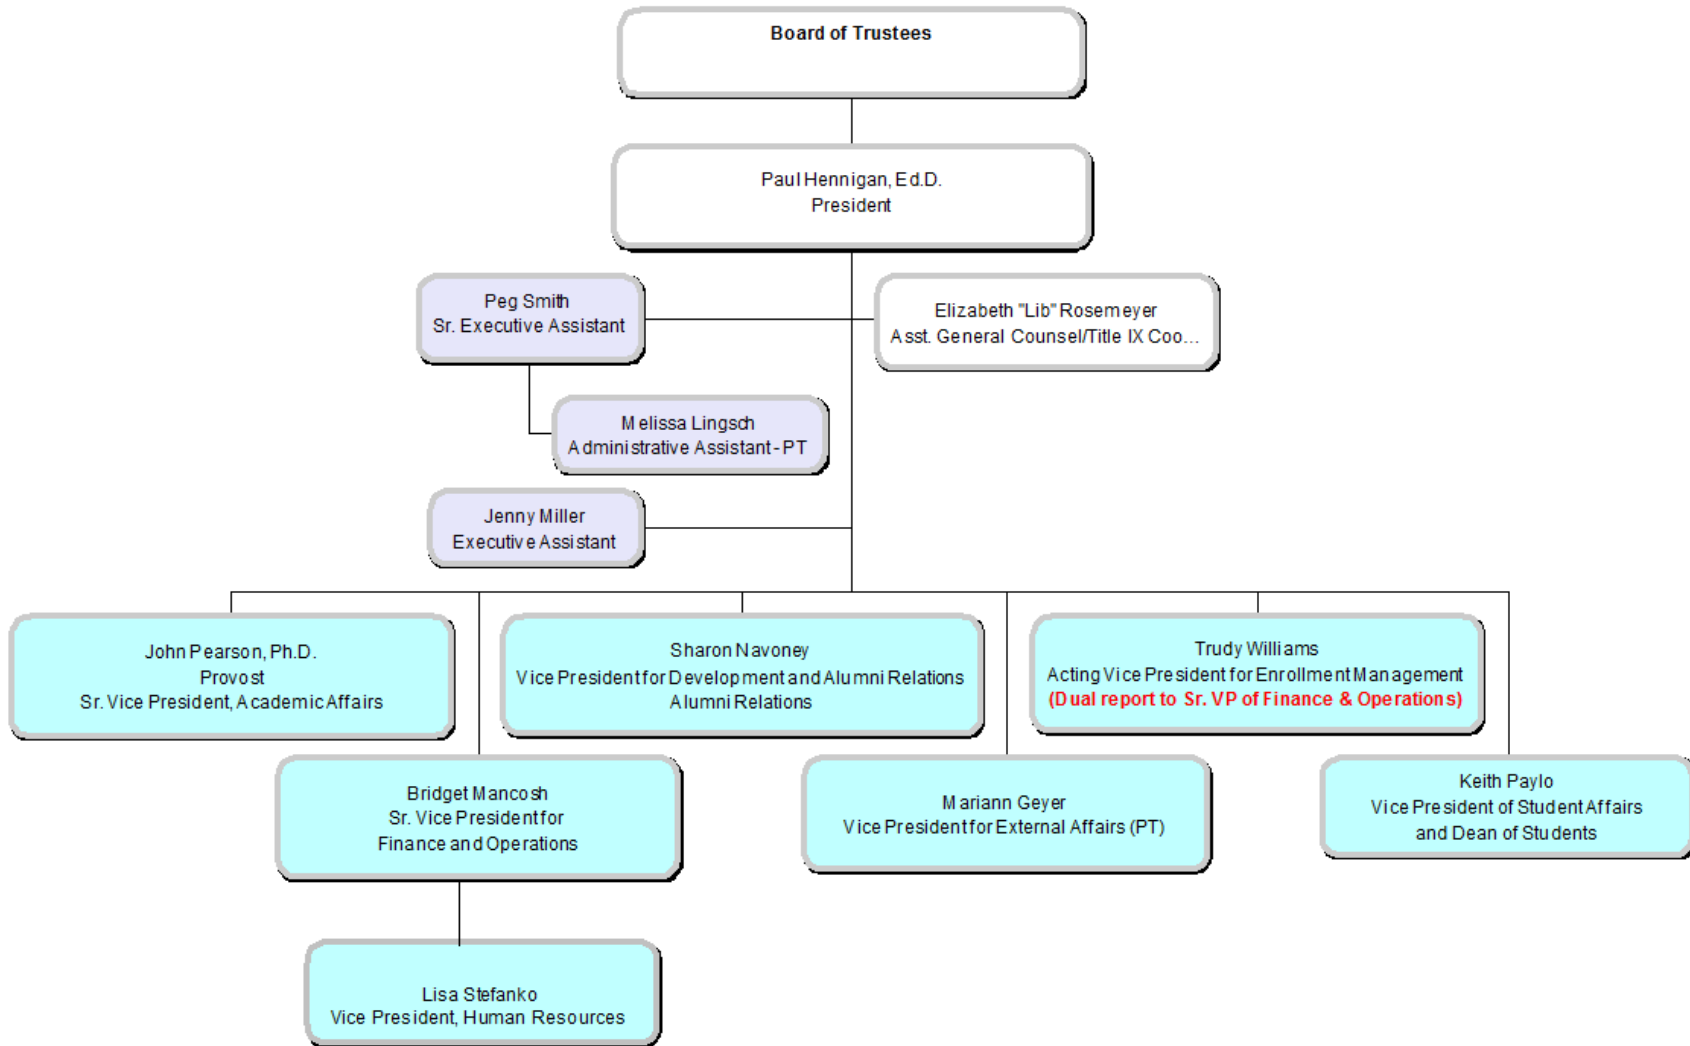 Board of Trustees
Paul Hennigan, Ed.D.
President
Peg Smith
Sr. Executive Assistant
Elizabeth "Lib" Rosemeyer
Asst. General Counsel/Title IX Coo...
Melissa Lingsch
Administrative Assistant - PT
Jenny Miller
Executive Assistant
John Pearson, Ph.D.
Provost
Sr. Vice President, Academic Affairs
Sharon Navoney
Vice President for Development and Alumni Relations
Alumni Relations
Trudy Williams
Acting Vice President for Enrollment Management
(Dual report to Sr. VP of Finance & Operations)
Bridget Mancosh
Sr. Vice President for
Finance and Operations
Mariann Geyer
Vice President for External Affairs (PT)
Keith Paylo
Vice President of Student Affairs
and Dean of Students
Lisa Stefanko
Vice President, Human Resources